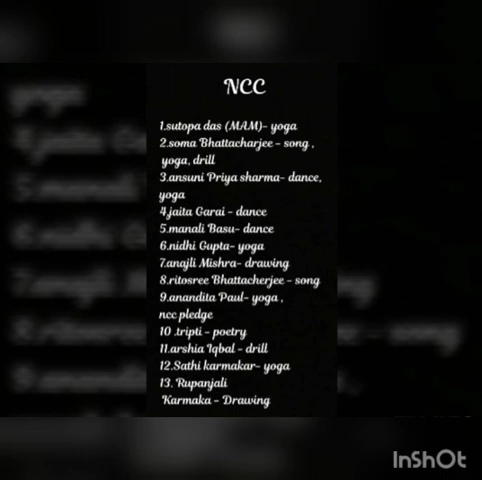 NCC
1.sutopa das (MAM)- yoga
2.soma Bhattacharjee - song ,
yoga, drill
3.ansuni Priya sharma- dance,
yoga
4.jaita Garai - dance
5.manali Basu- dance
6.nidhi Gupta- yoga
7.anajli Mishra- drawing
8.ritosree Bhattacherjee - song
9.anandita Paul- yoga ,
ncc pledge
10 .tripti - poetry
11.arshia Iqbal - drill
12.Sathi karmakar- yoga
13. Rupanjali
Karmaka - Drawing
InShOt